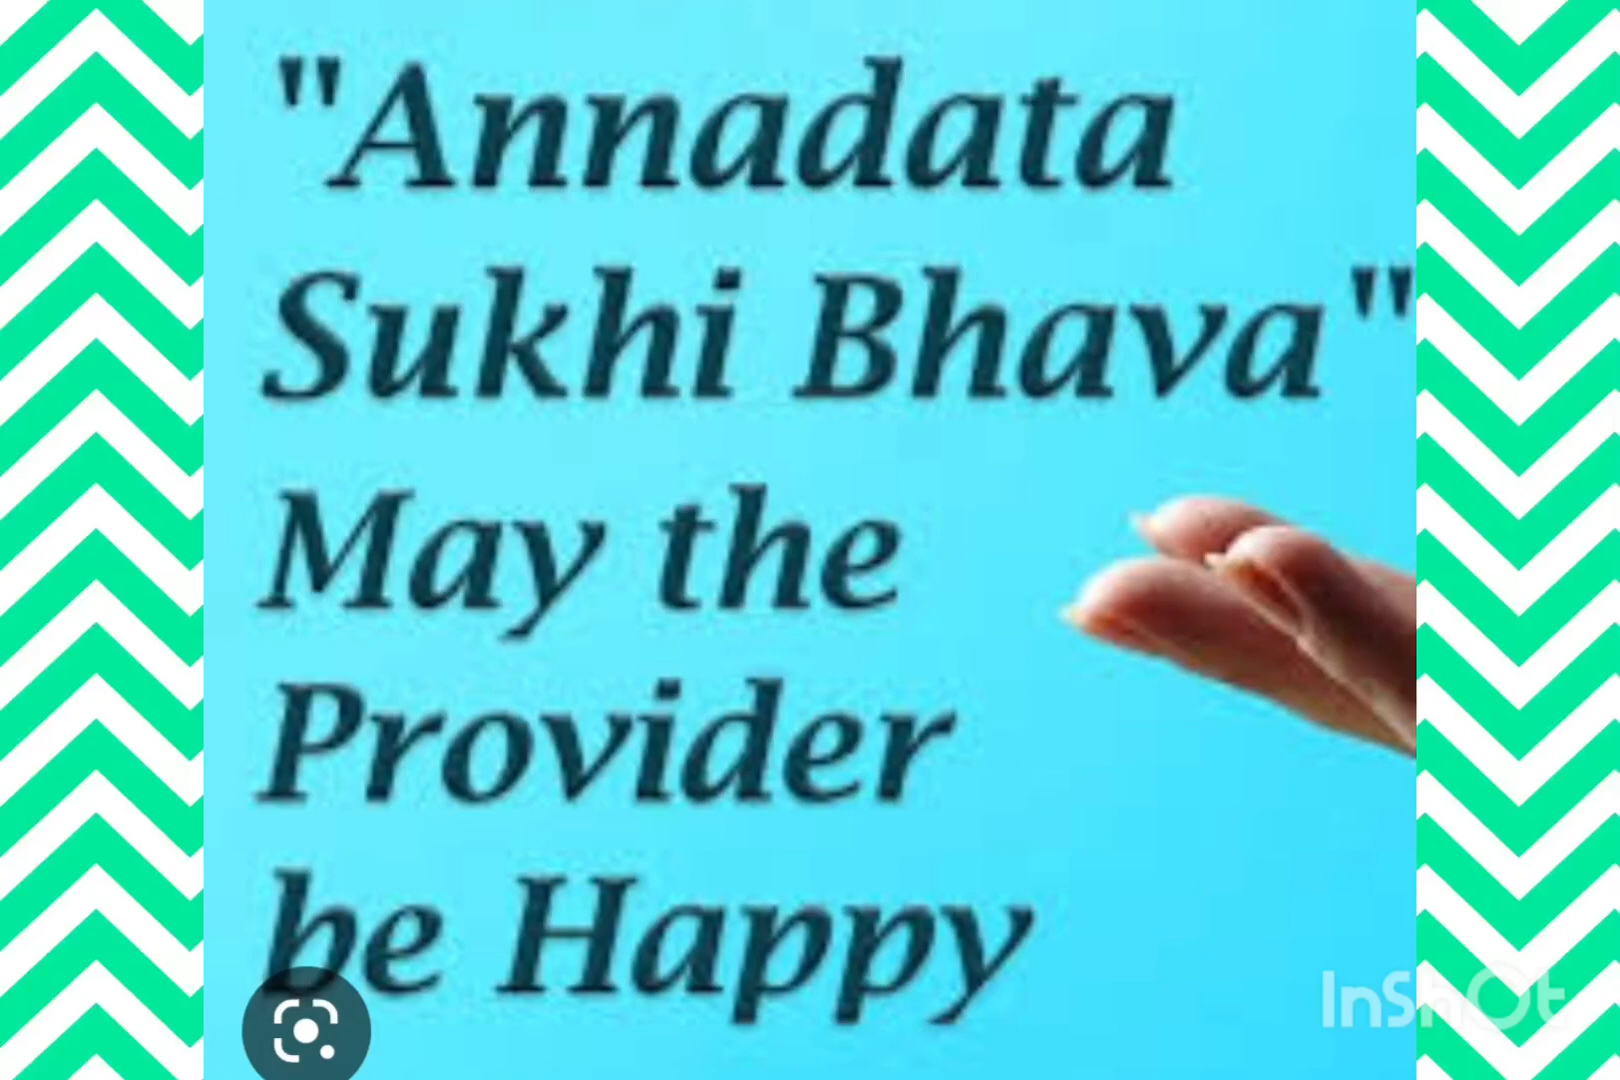 "Annadata
Sukhi Bhava"
May the
Provider
be Happy
InShOt